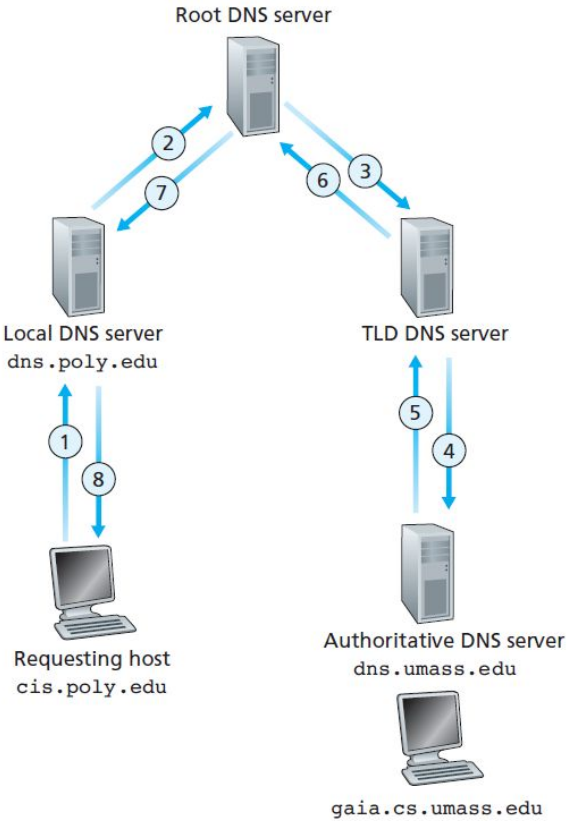 Root DNS server
2
7
6
3
Local DNS server
dns.poly.edu
TLD DNS server
1
8
5
4
Requesting host
cis.poly.edu
Authoritative DNS server
dns.umass.edu
gaia.cs.umass.edu